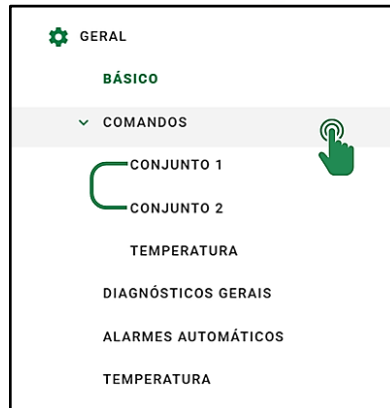 GERAL
BÁSICO
COMANDOS
CONJUNTO 1
CONJUNTO 2
TEMPERATURA
DIAGNÓSTICOS GERAIS
ALARMES AUTOMÁTICOS
TEMPERATURA